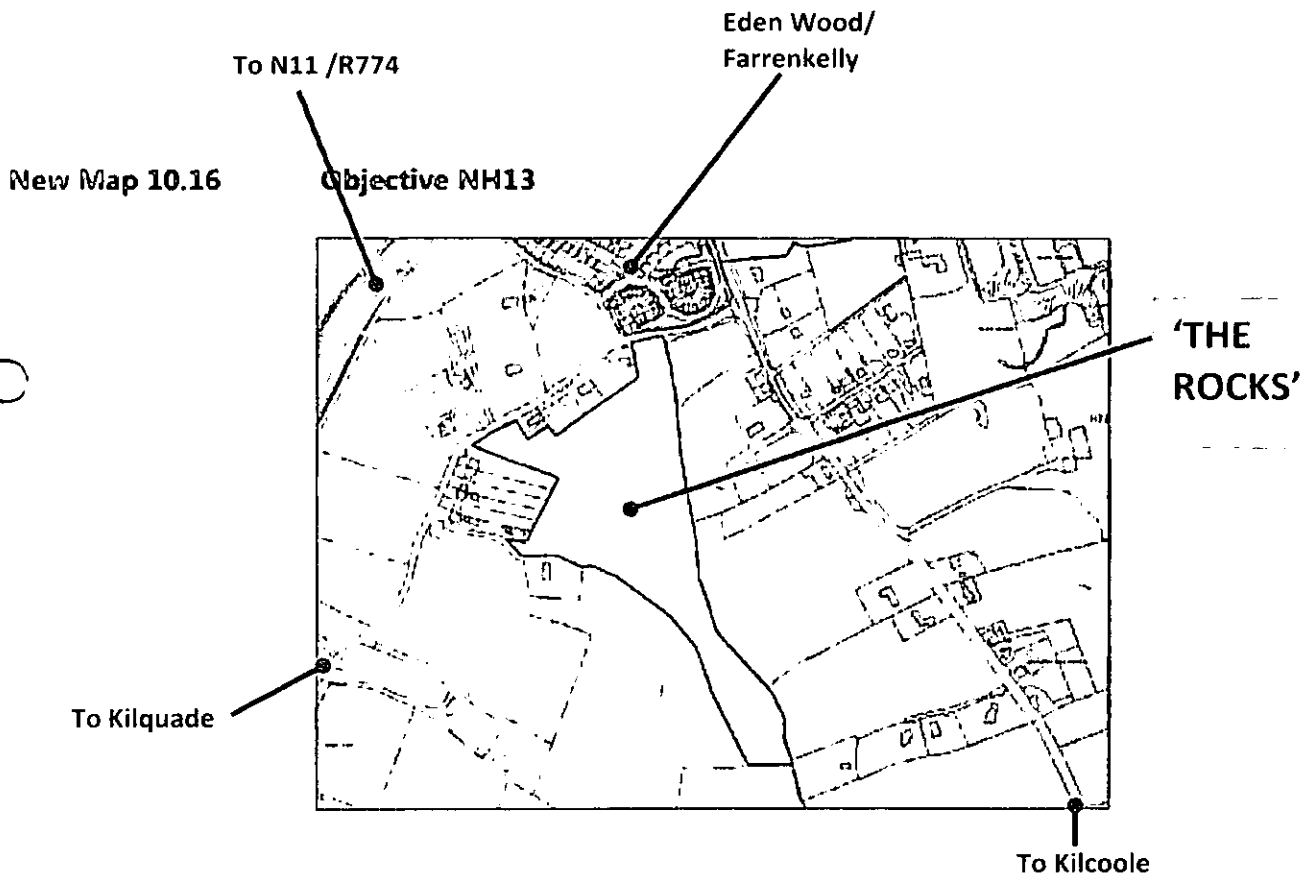 Eden Wood/
Farrenkelly
To N11 /R774
New Map 10.16 Objective NH13
'THE
ROCKS'
To Kilquade
To Kilcoole